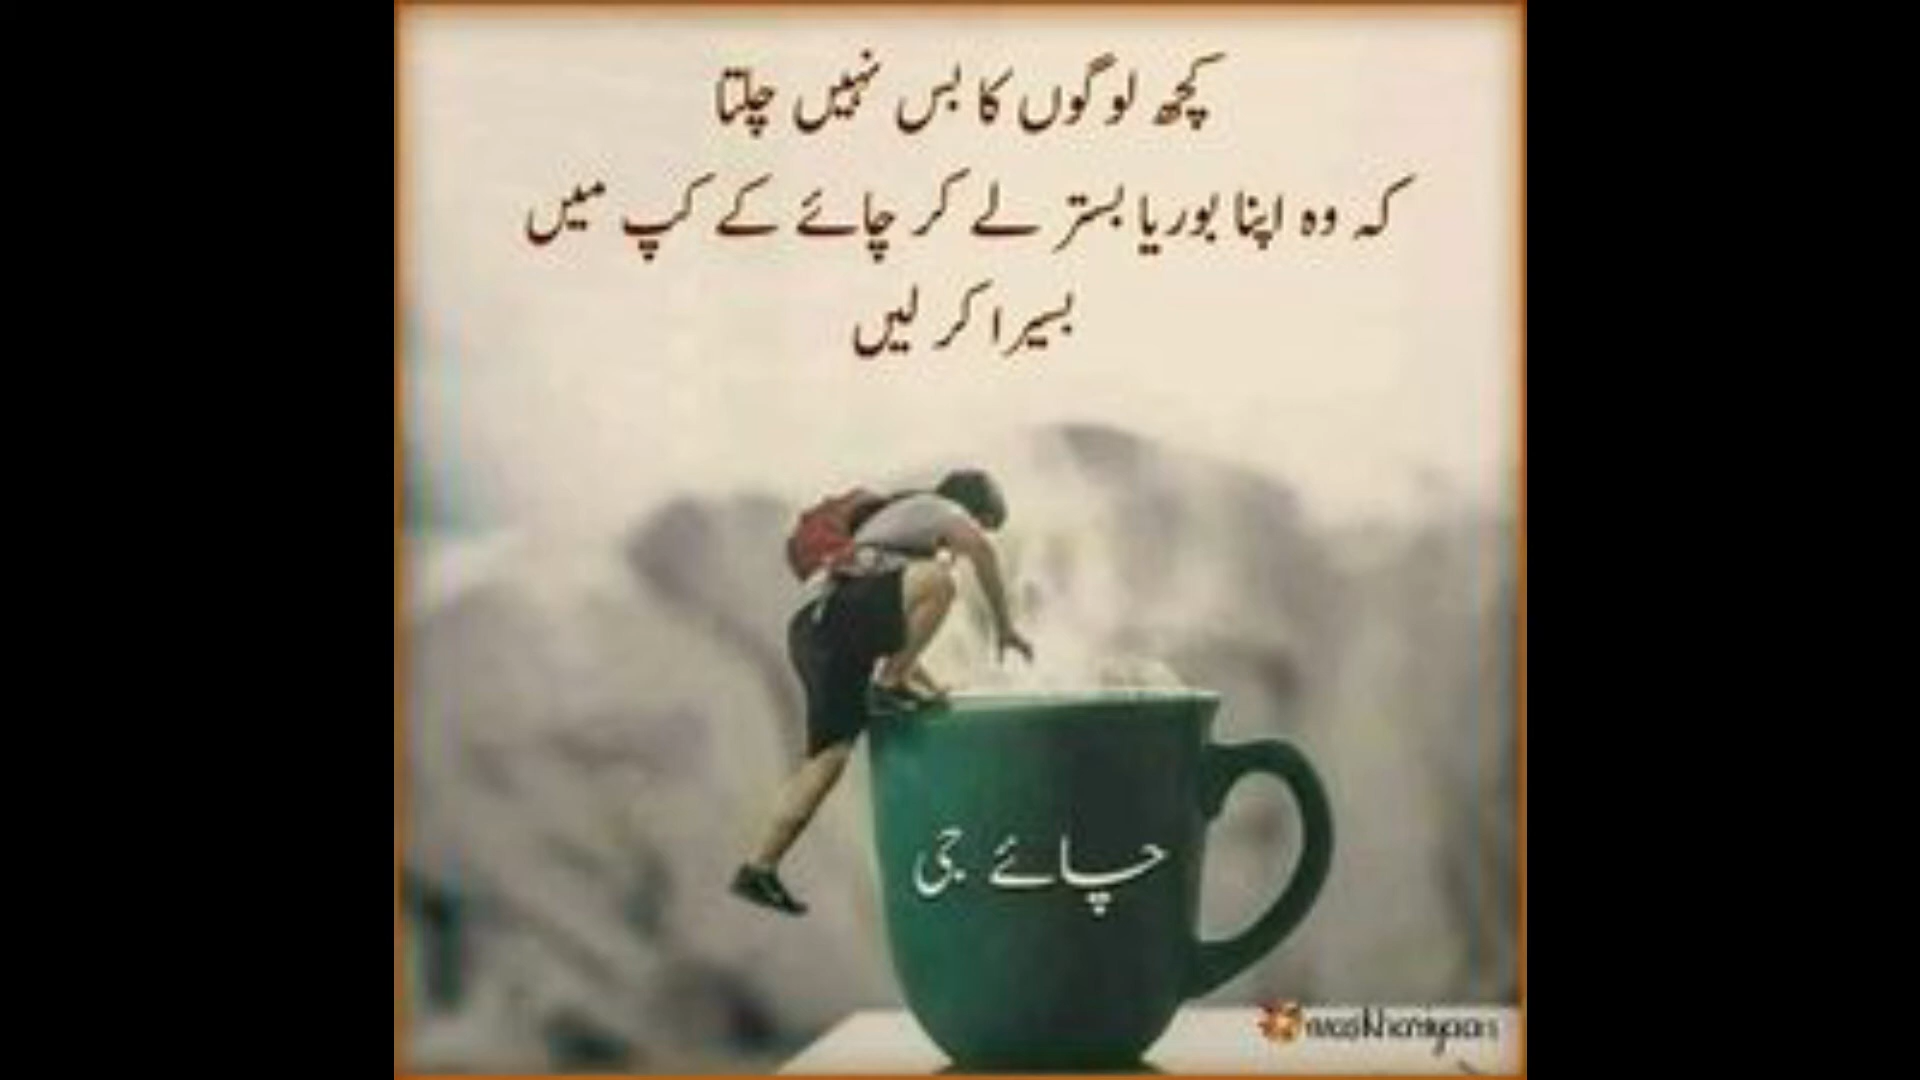 کچھ لوگوں کا بس نہیں چلتا
کہ وہ اپنا بوریا بستر لے کر چائے کے کپ میں
بسیرا کر لیں
چائے جی